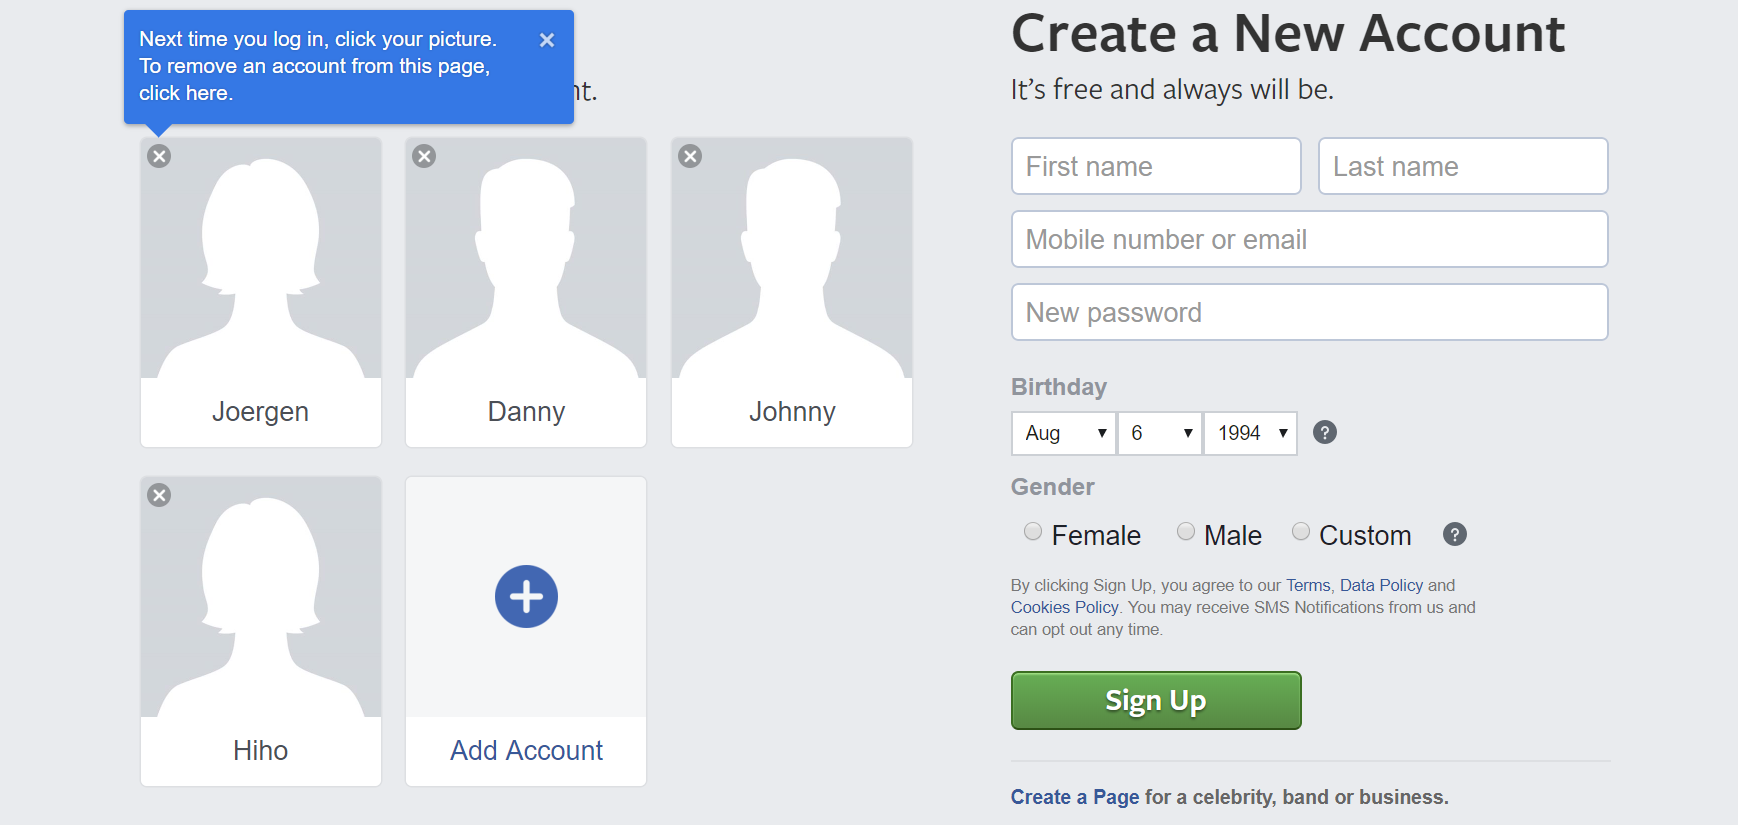 Next time you log in, click your picture.
To remove an account from this page,
click here.
Joergen
Danny
Johnny
Hiho
Add Account
Create a New Account
It's free and always will be.
First name
Last name
Mobile number or email
New password
Birthday
Aug
6
1994
Gender
Female
Male
Custom
By clicking Sign Up, you agree to our Terms, Data Policy and
Cookies Policy. You may receive SMS Notifications from us and
can opt out any time.
Sign Up
Create a Page for a celebrity, band or business.